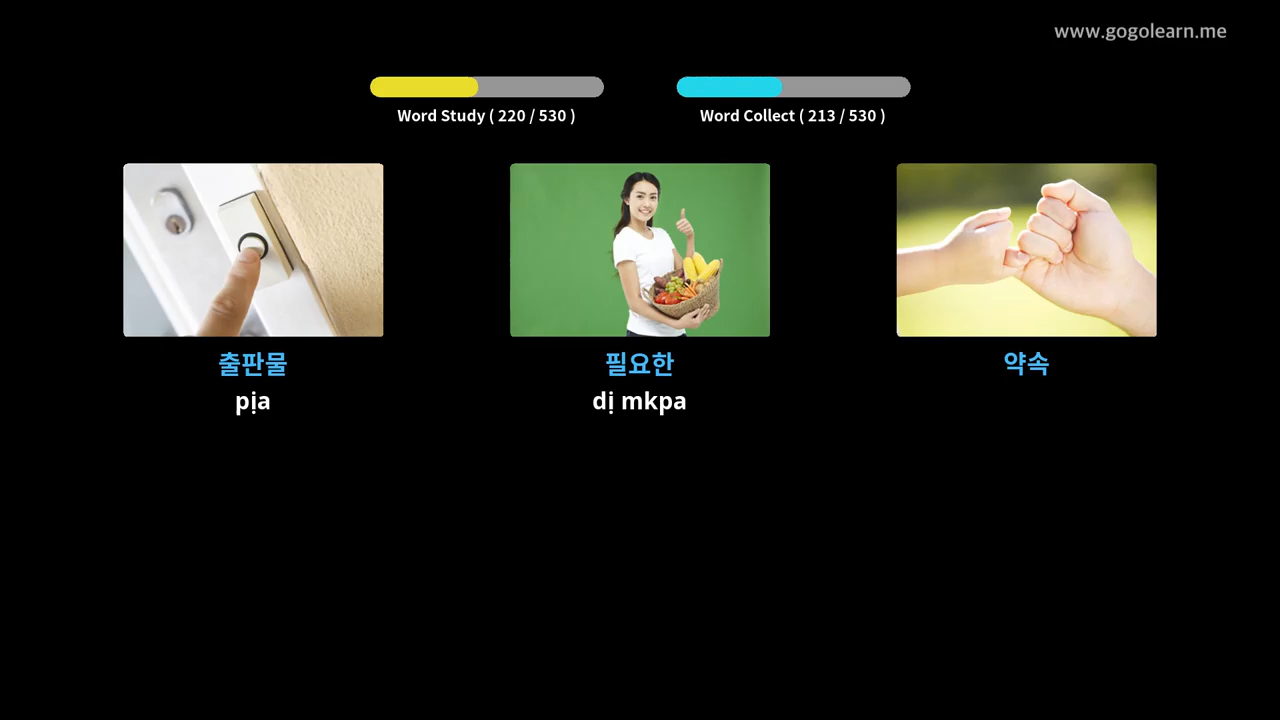 www.gogolearn.me
Word Study ( 220 / 530 )
Word Collect ( 213 / 530 )
출판물
필요한
약속
pịa
dị mkpa